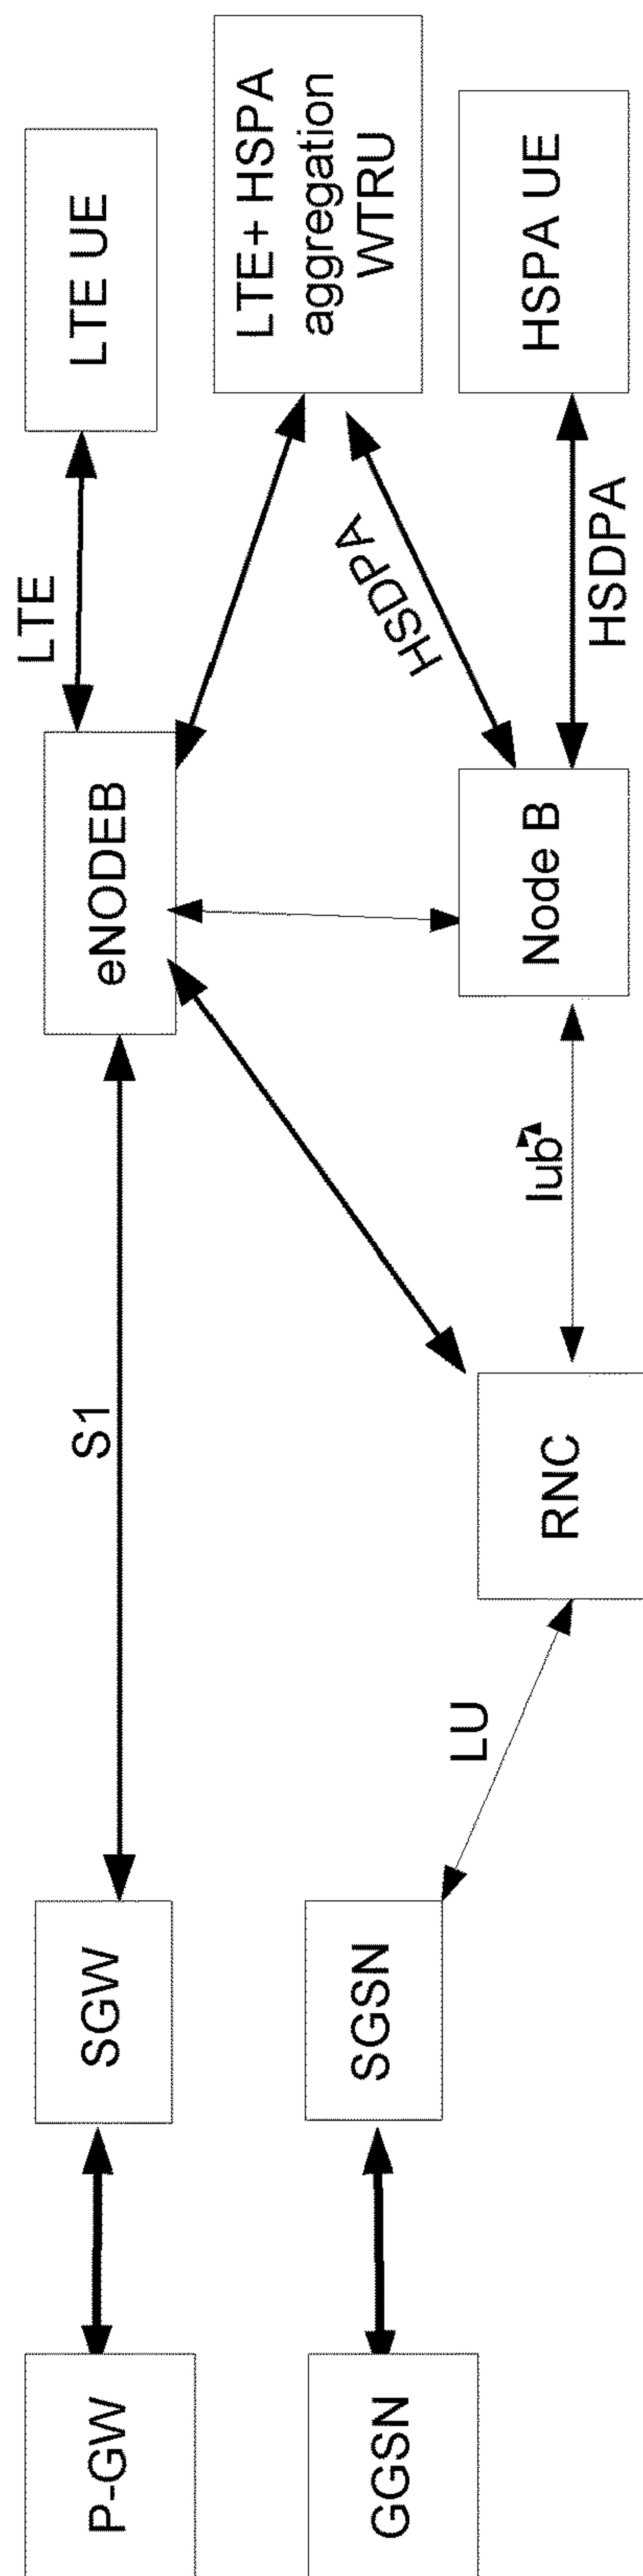 P-GW
SGW
S1
eNODEB
LTE
LTE UE
LTE+ HSPA
aggregation
WTRU
GGSN
SGSN
LU
RNC
Iub
Node B
HSDPA
HSDPA
HSPA UE